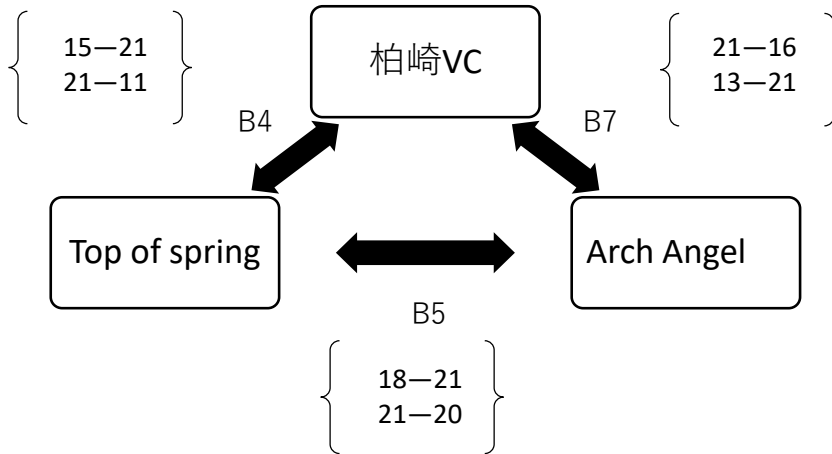 15—21
21—11
柏崎VC
21—16
13—21
B4
B7
Top of spring
Arch Angel
B5
18—21
21—20